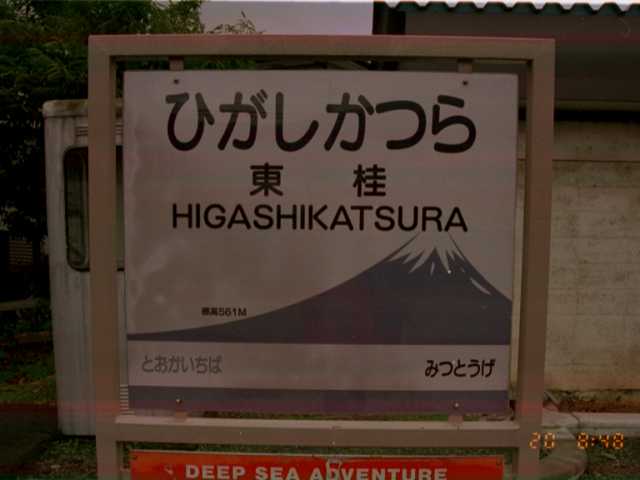 ひがしかつら
東 桂
HIGASHIKATSURA
標高561M
とおかいちば みつとうげ
DEEP SEA ADVENTURE
20 8:48